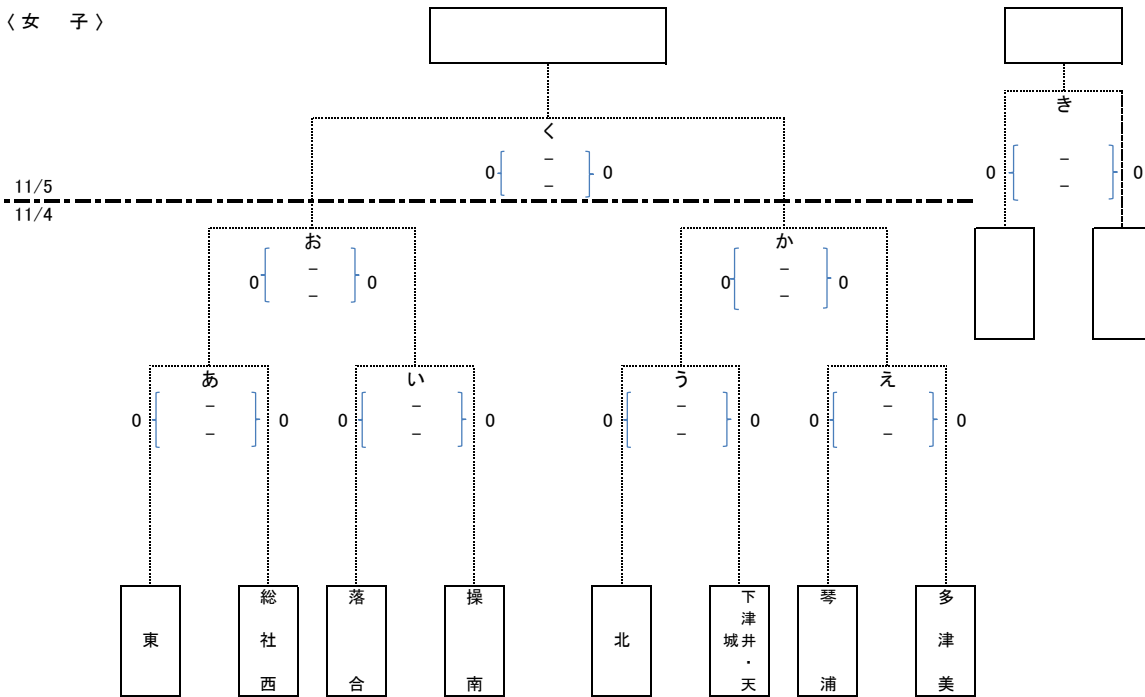 〈女 子〉
く
き
0 - 0
-
0 - 0
-
11/5
11/4
お
か
0 - 0
-
0 - 0
-
あ
い
う
え
0 - 0
-
0 - 0
-
0 - 0
-
0 - 0
-
東
総社西
落合
操南
北
下津井・天城
琴浦
多津美